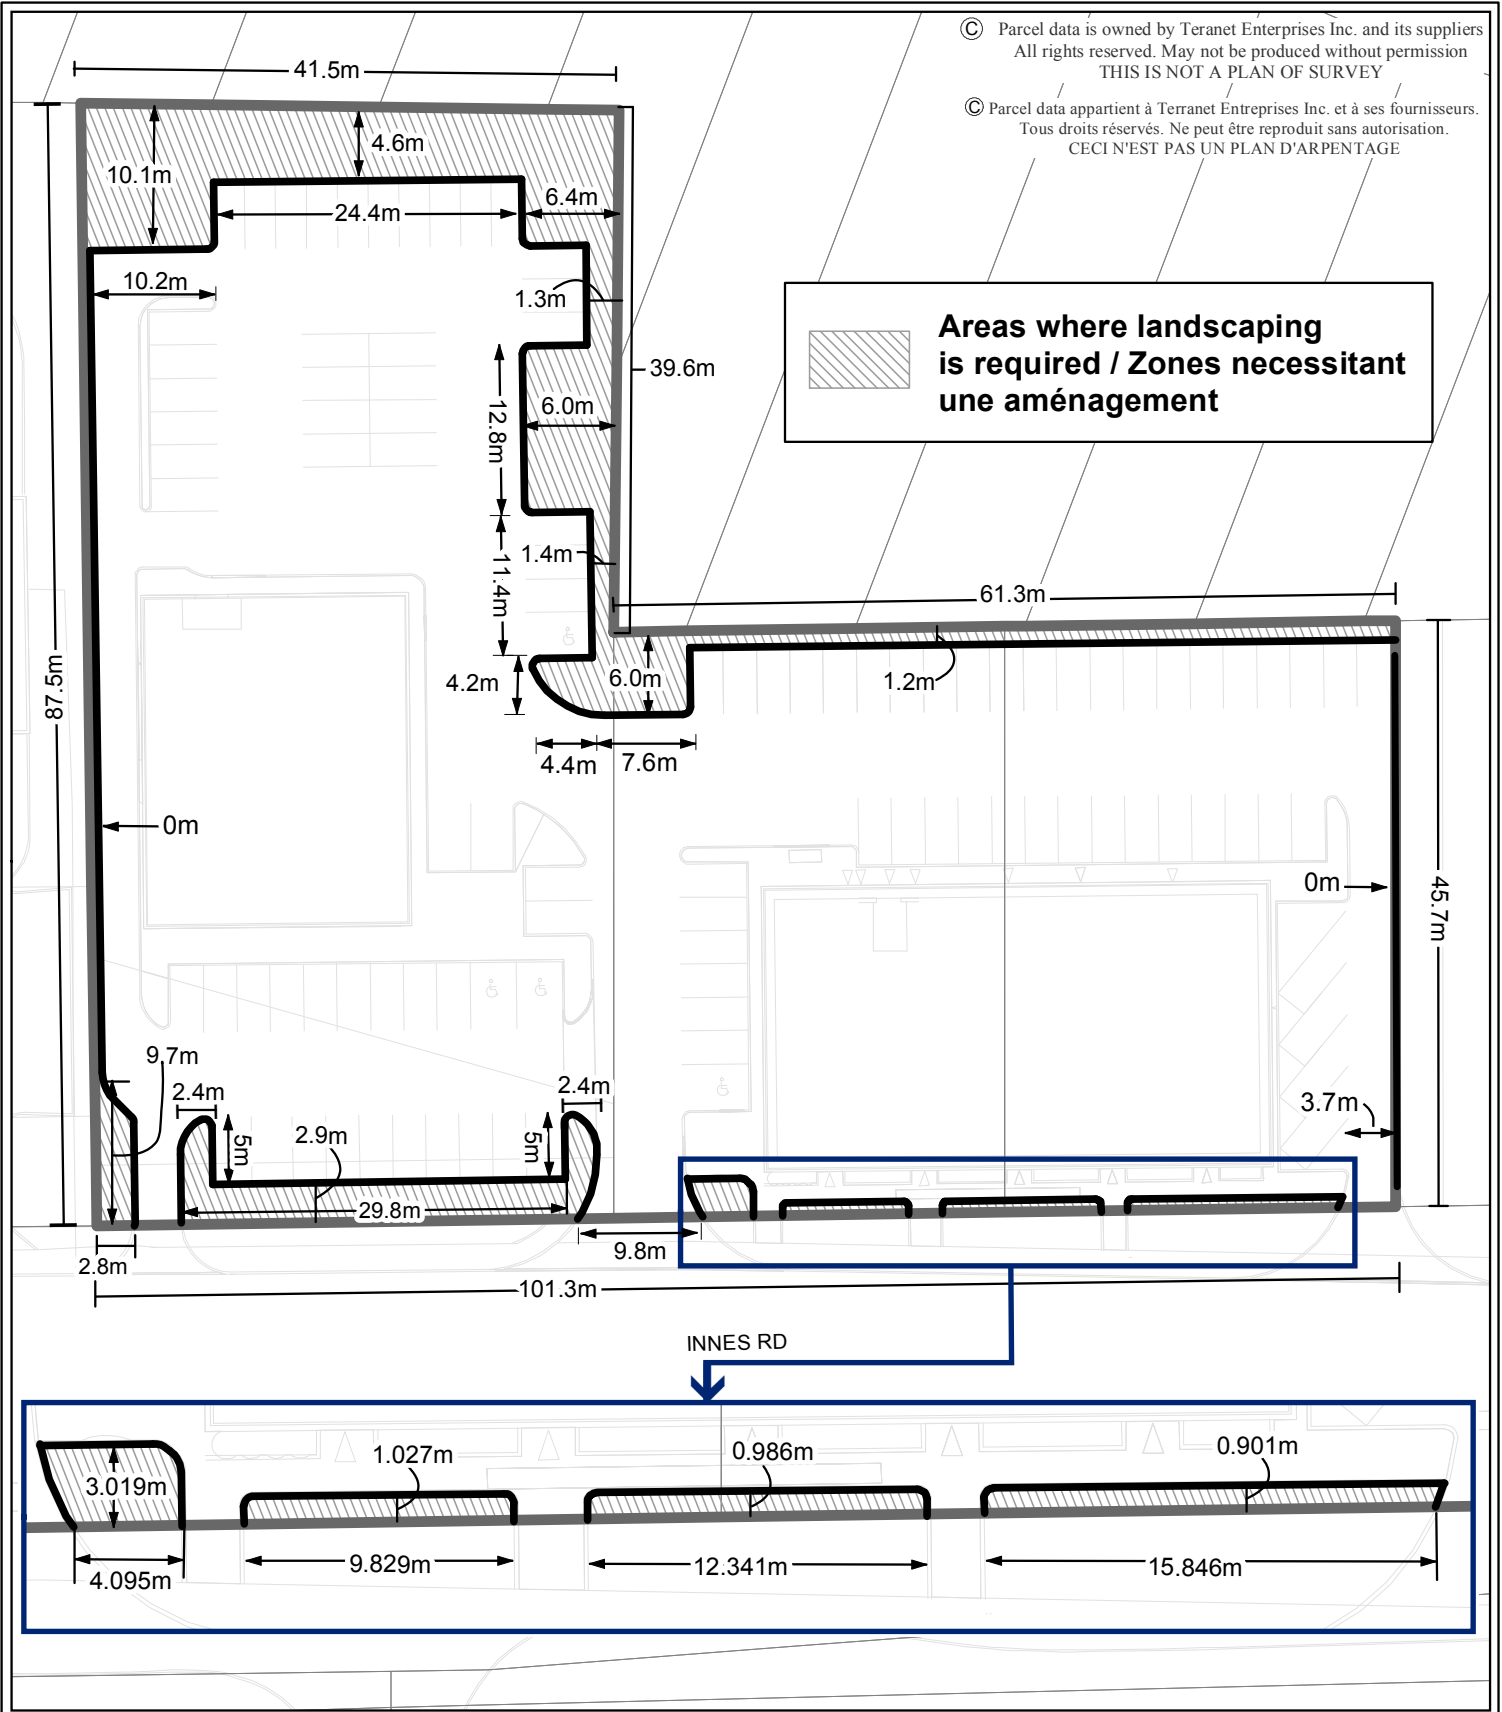 Ⓒ Parcel data is owned by Teranet Enterprises Inc. and its suppliers
All rights reserved. May not be produced without permission
THIS IS NOT A PLAN OF SURVEY
Ⓒ Parcel data appartient à Terranet Entreprises Inc. et à ses fournisseurs.
Tous droits réservés. Ne peut être reproduit sans autorisation.
CECI N'EST PAS UN PLAN D'ARPENTAGE
41.5m
4.6m
10.1m
6.4m
24.4m
10.2m
1.3m
Areas where landscaping
is required / Zones necessitant
une aménagement
39.6m
6.0m
12.8m
1.4m
11.4m
61.3m
87.5m
4.2m
6.0m
1.2m
4.4m
7.6m
0m
0m
45.7m
9.7m
2.4m
2.4m
3.7m
5m
2.9m
5m
29.8m
9.8m
2.8m
101.3m
INNES RD
1.027m
0.986m
0.901m
3.019m
9.829m
12.341m
15.846m
4.095m